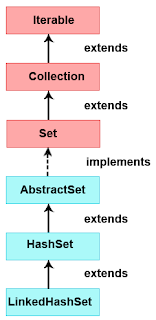 Iterable
extends
Collection
extends
Set
implements
AbstractSet
extends
HashSet
extends
LinkedHashSet